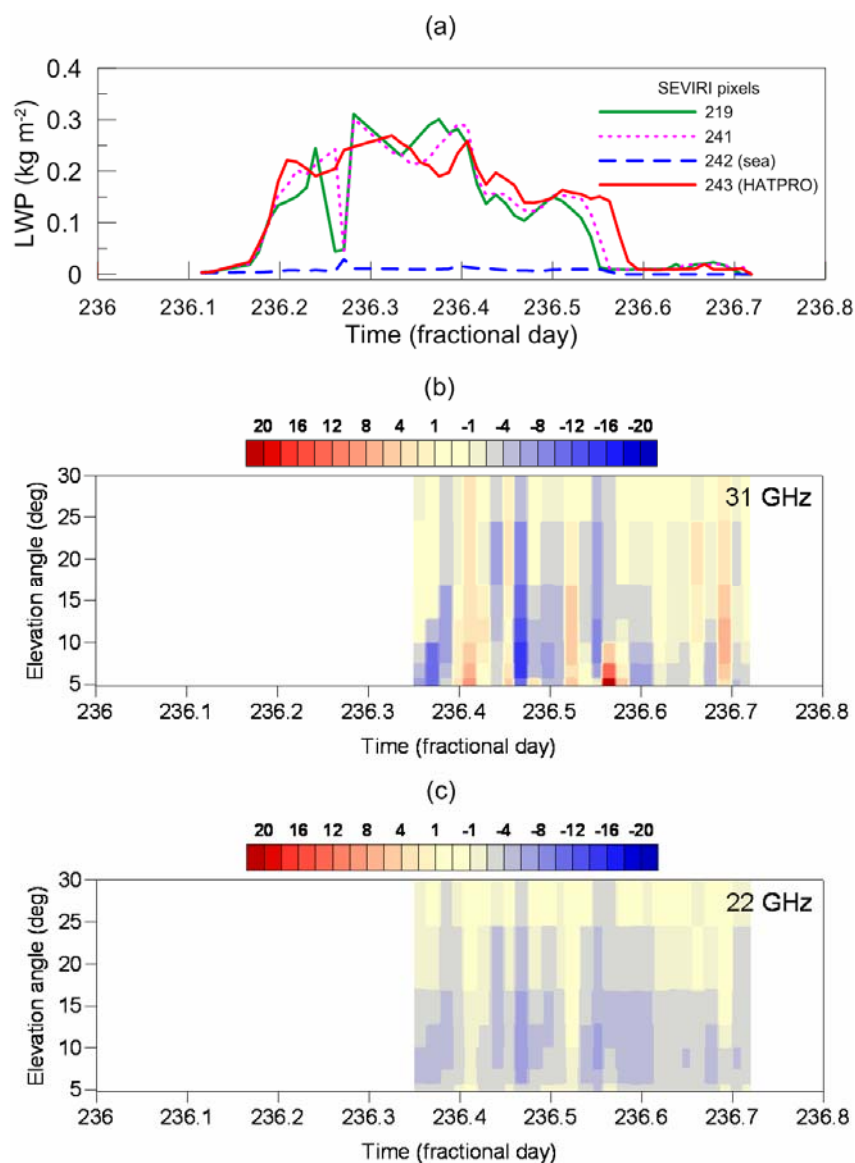 (a)
0.4
0.3
0.2
0.1
0
LWP (kg m-2)
SEVIRI pixels
219
241
242 (sea)
243 (HATPRO)
236 236.1 236.2 236.3 236.4 236.5 236.6 236.7 236.8
Time (fractional day)
(b)
20 16 12 8 4 1 -1 -4 -8 -12 -16 -20
30
25
20
15
10
5
Elevation angle (deg)
31 GHz
236 236.1 236.2 236.3 236.4 236.5 236.6 236.7 236.8
Time (fractional day)
(c)
20 16 12 8 4 1 -1 -4 -8 -12 -16 -20
30
25
20
15
10
5
Elevation angle (deg)
22 GHz
236 236.1 236.2 236.3 236.4 236.5 236.6 236.7 236.8
Time (fractional day)